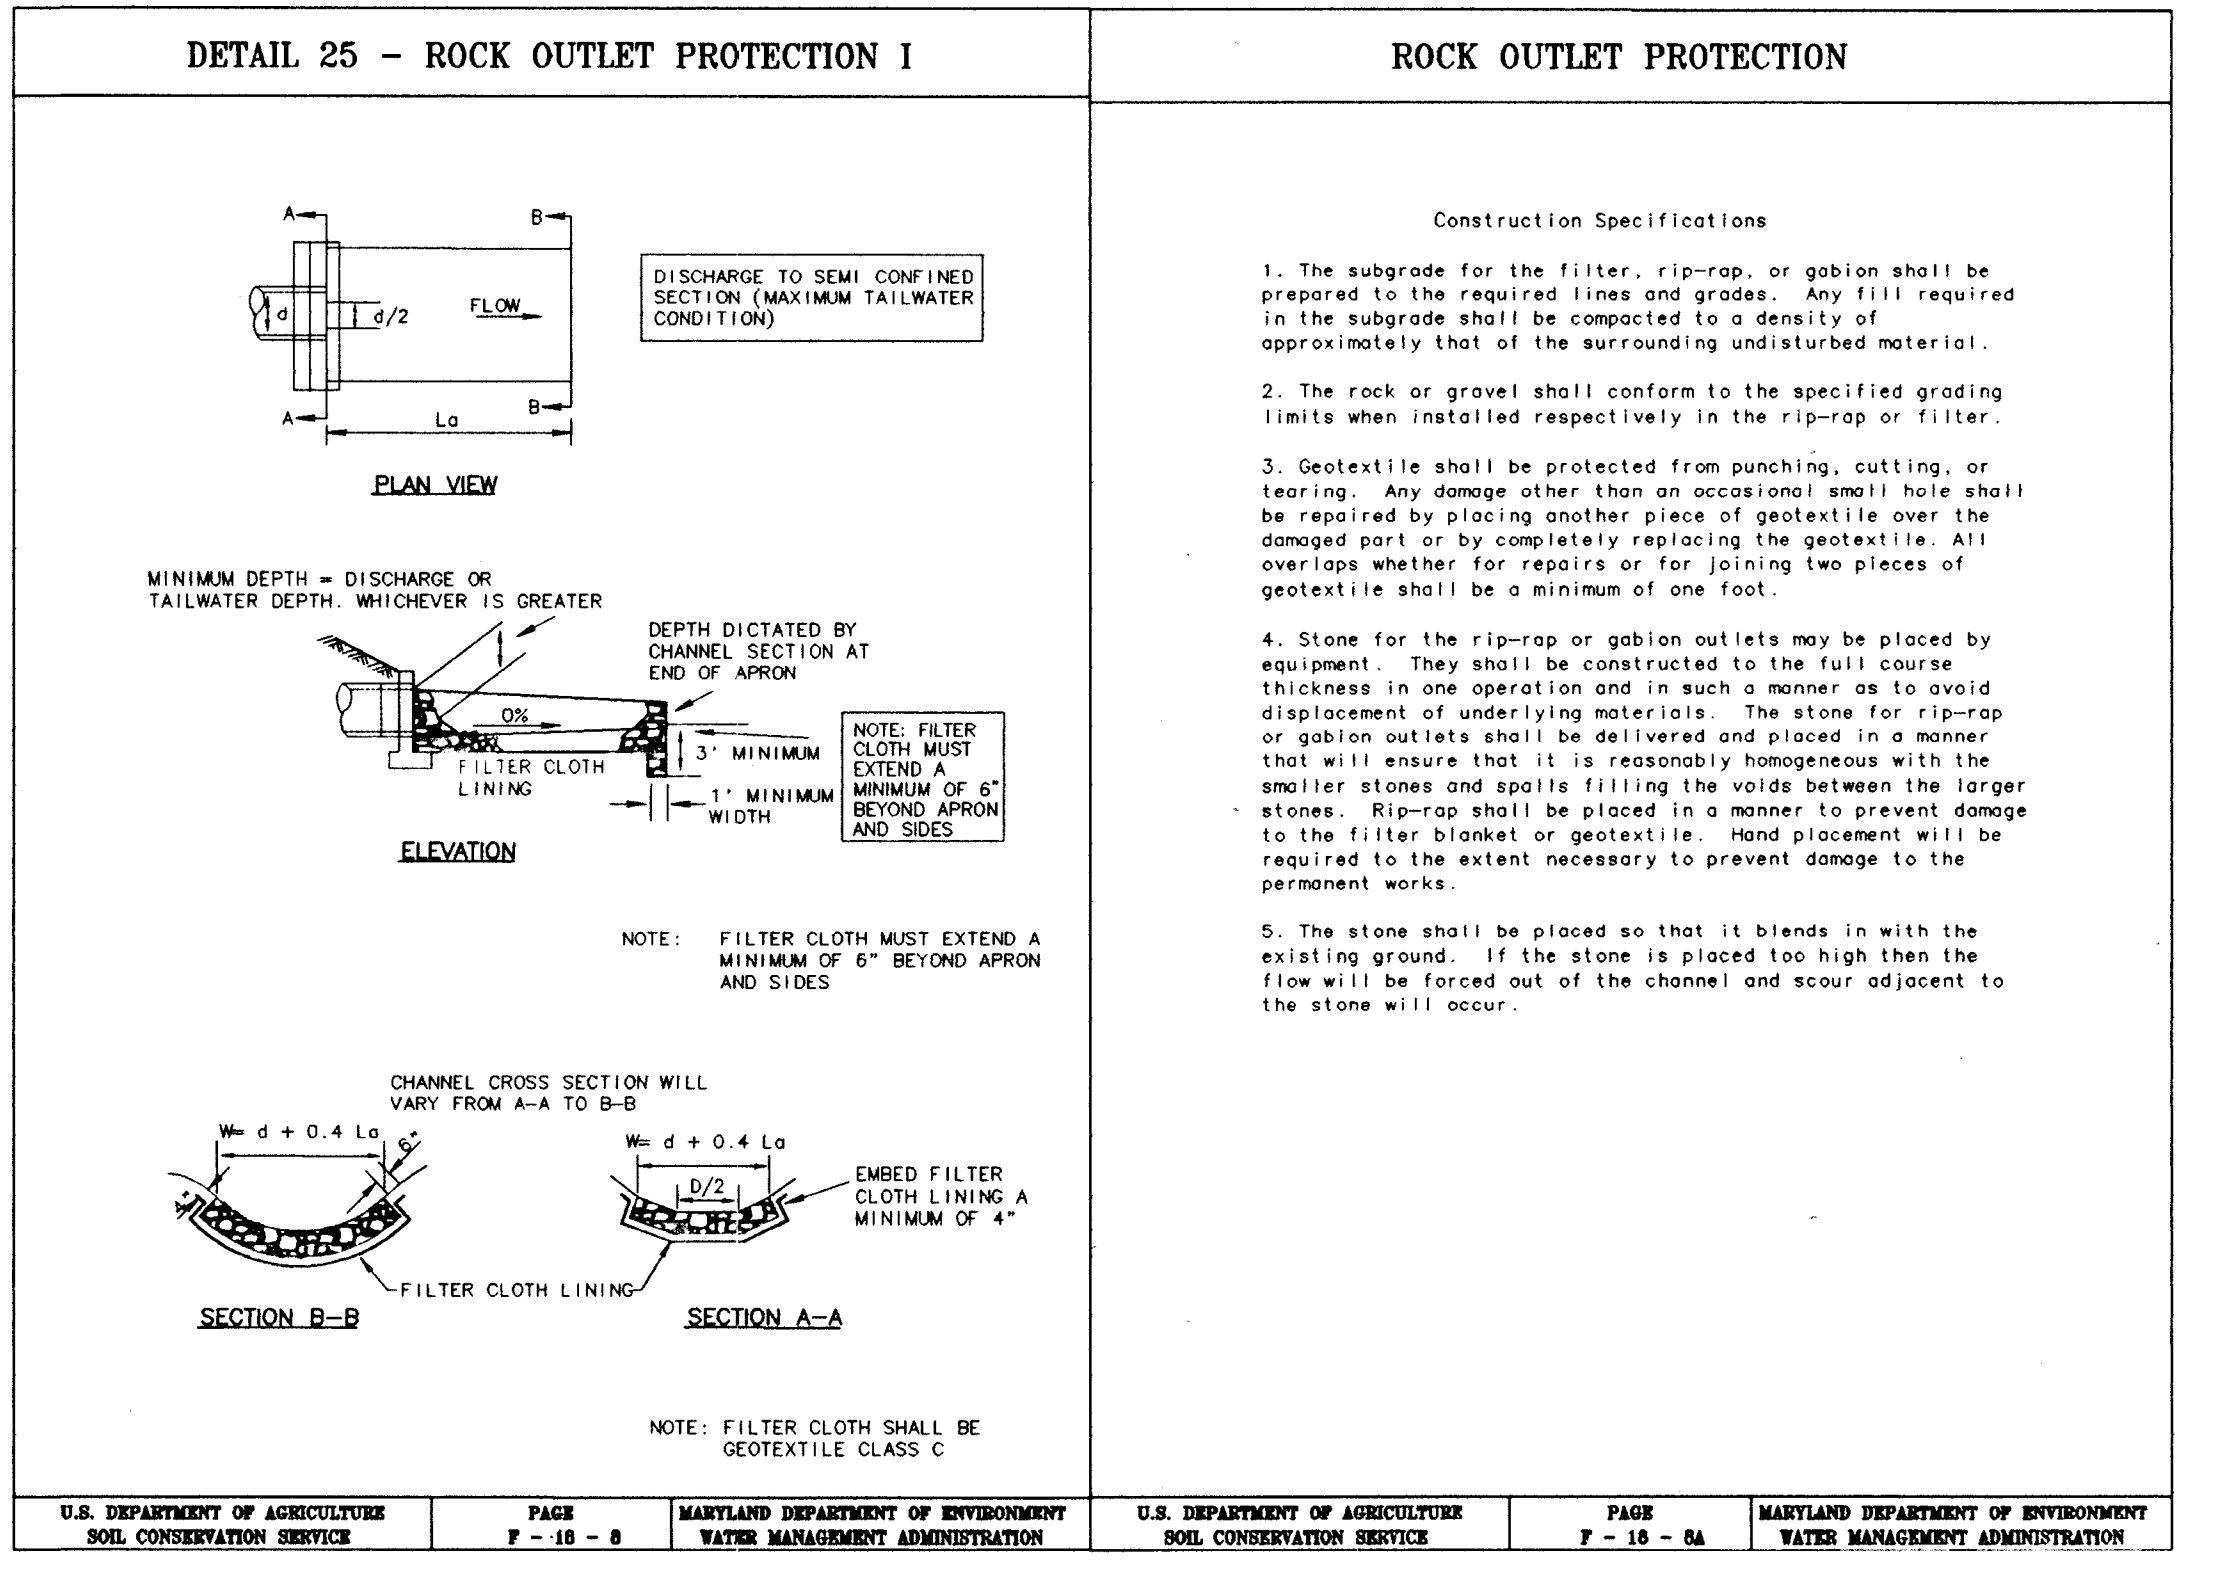 DETAIL 25 – ROCK OUTLET PROTECTION I
A
B
d
d/2
FLOW
A
B
La
DISCHARGE TO SEMI CONFINED
SECTION (MAXIMUM TAILWATER
CONDITION)
PLAN VIEW
MINIMUM DEPTH = DISCHARGE OR
TAILWATER DEPTH. WHICHEVER IS GREATER
DEPTH DICTATED BY
CHANNEL SECTION AT
END OF APRON
0%
3' MINIMUM
FILTER CLOTH
LINING
1' MINIMUM
WIDTH
NOTE: FILTER
CLOTH MUST
EXTEND A
MINIMUM OF 6"
BEYOND APRON
AND SIDES
ELEVATION
NOTE: FILTER CLOTH MUST EXTEND A
MINIMUM OF 6" BEYOND APRON
AND SIDES
CHANNEL CROSS SECTION WILL
VARY FROM A–A TO B–B
W= d + 0.4 La
6"
4"
W= d + 0.4 La
D/2
EMBED FILTER
CLOTH LINING A
MINIMUM OF 4"
FILTER CLOTH LINING
SECTION B–B
SECTION A–A
NOTE: FILTER CLOTH SHALL BE
GEOTEXTILE CLASS C
U.S. DEPARTMENT OF AGRICULTURE
SOIL CONSERVATION SERVICE
PAGE
F – 18 – 8
MARYLAND DEPARTMENT OF ENVIRONMENT
WATER MANAGEMENT ADMINISTRATION
ROCK OUTLET PROTECTION
Construction Specifications
1. The subgrade for the filter, rip–rap, or gabion shall be
prepared to the required lines and grades. Any fill required
in the subgrade shall be compacted to a density of
approximately that of the surrounding undisturbed material.
2. The rock or gravel shall conform to the specified grading
limits when installed respectively in the rip–rap or filter.
3. Geotextile shall be protected from punching, cutting, or
tearing. Any damage other than an occasional small hole shall
be repaired by placing another piece of geotextile over the
damaged part or by completely replacing the geotextile. All
overlaps whether for repairs or for joining two pieces of
geotextile shall be a minimum of one foot.
4. Stone for the rip–rap or gabion outlets may be placed by
equipment. They shall be constructed to the full course
thickness in one operation and in such a manner as to avoid
displacement of underlying materials. The stone for rip–rap
or gabion outlets shall be delivered and placed in a manner
that will ensure that it is reasonably homogeneous with the
smaller stones and spalls filling the voids between the larger
stones. Rip–rap shall be placed in a manner to prevent damage
to the filter blanket or geotextile. Hand placement will be
required to the extent necessary to prevent damage to the
permanent works.
5. The stone shall be placed so that it blends in with the
existing ground. If the stone is placed too high then the
flow will be forced out of the channel and scour adjacent to
the stone will occur.
U.S. DEPARTMENT OF AGRICULTURE
SOIL CONSERVATION SERVICE
PAGE
F – 18 – 8A
MARYLAND DEPARTMENT OF ENVIRONMENT
WATER MANAGEMENT ADMINISTRATION